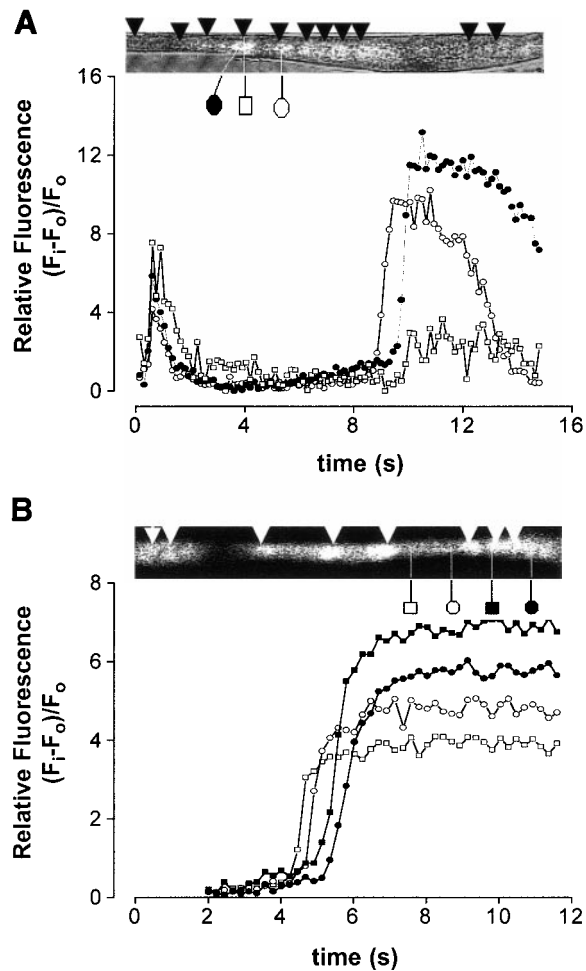 A
16
12
8
4
0
Relative Fluorescence
(Fi-Fo)/Fo
0 4 8 12 16
time (s)
B
8
6
4
2
0
Relative Fluorescence
(Fi-Fo)/Fo
0 2 4 6 8 10 12
time (s)